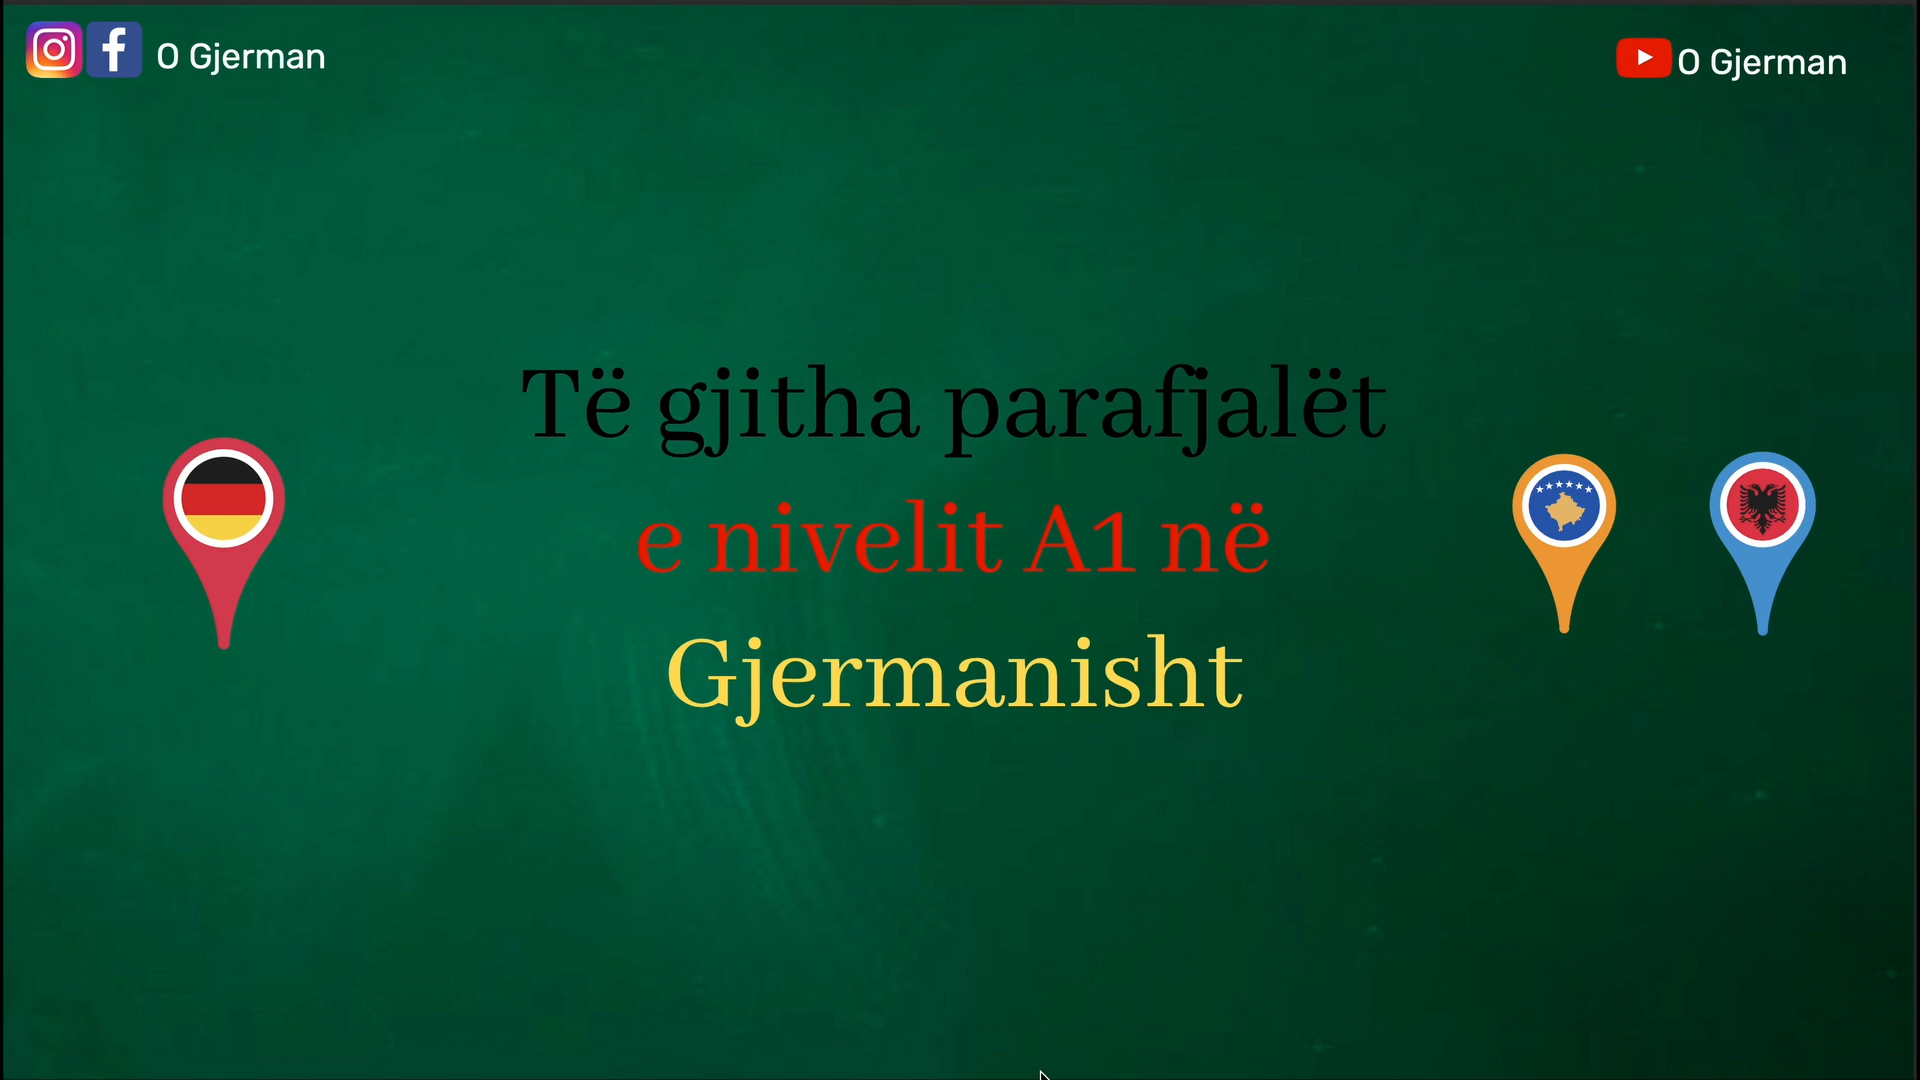 O Gjerman
O Gjerman
Të gjitha parafjalët
e nivelit A1 në
Gjermanisht